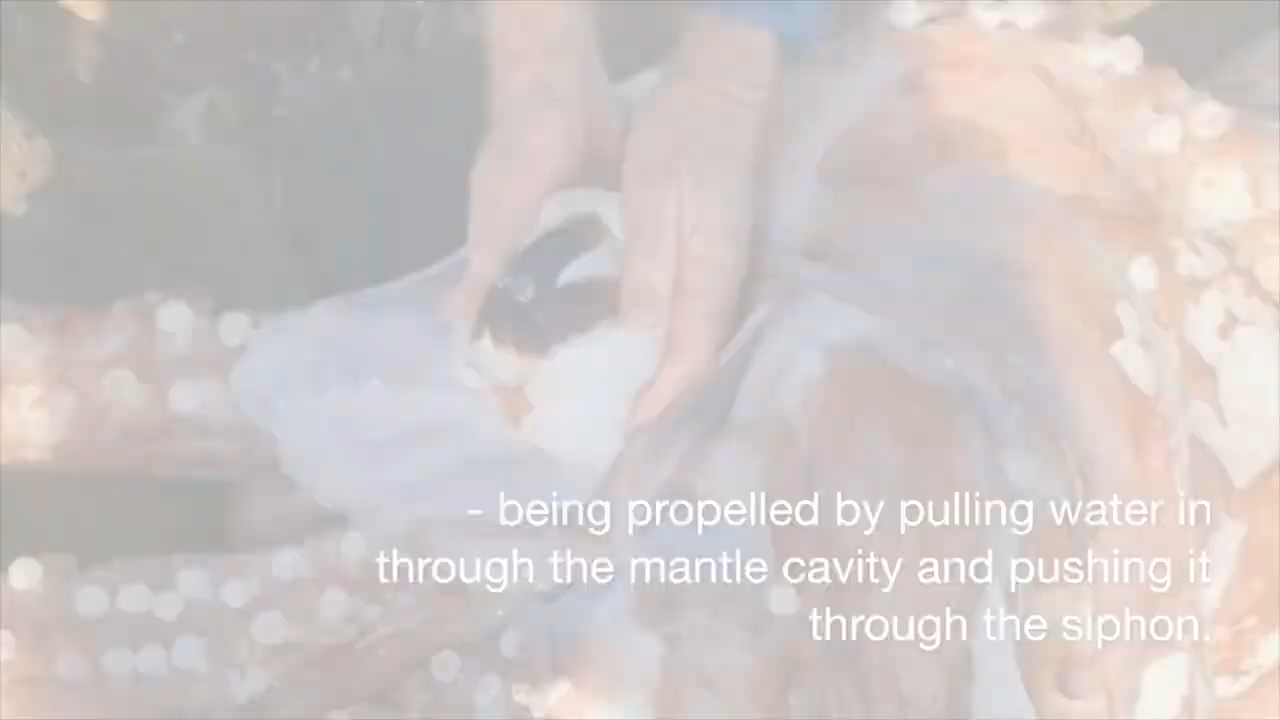 - being propelled by pulling water in
through the mantle cavity and pushing it
through the siphon.